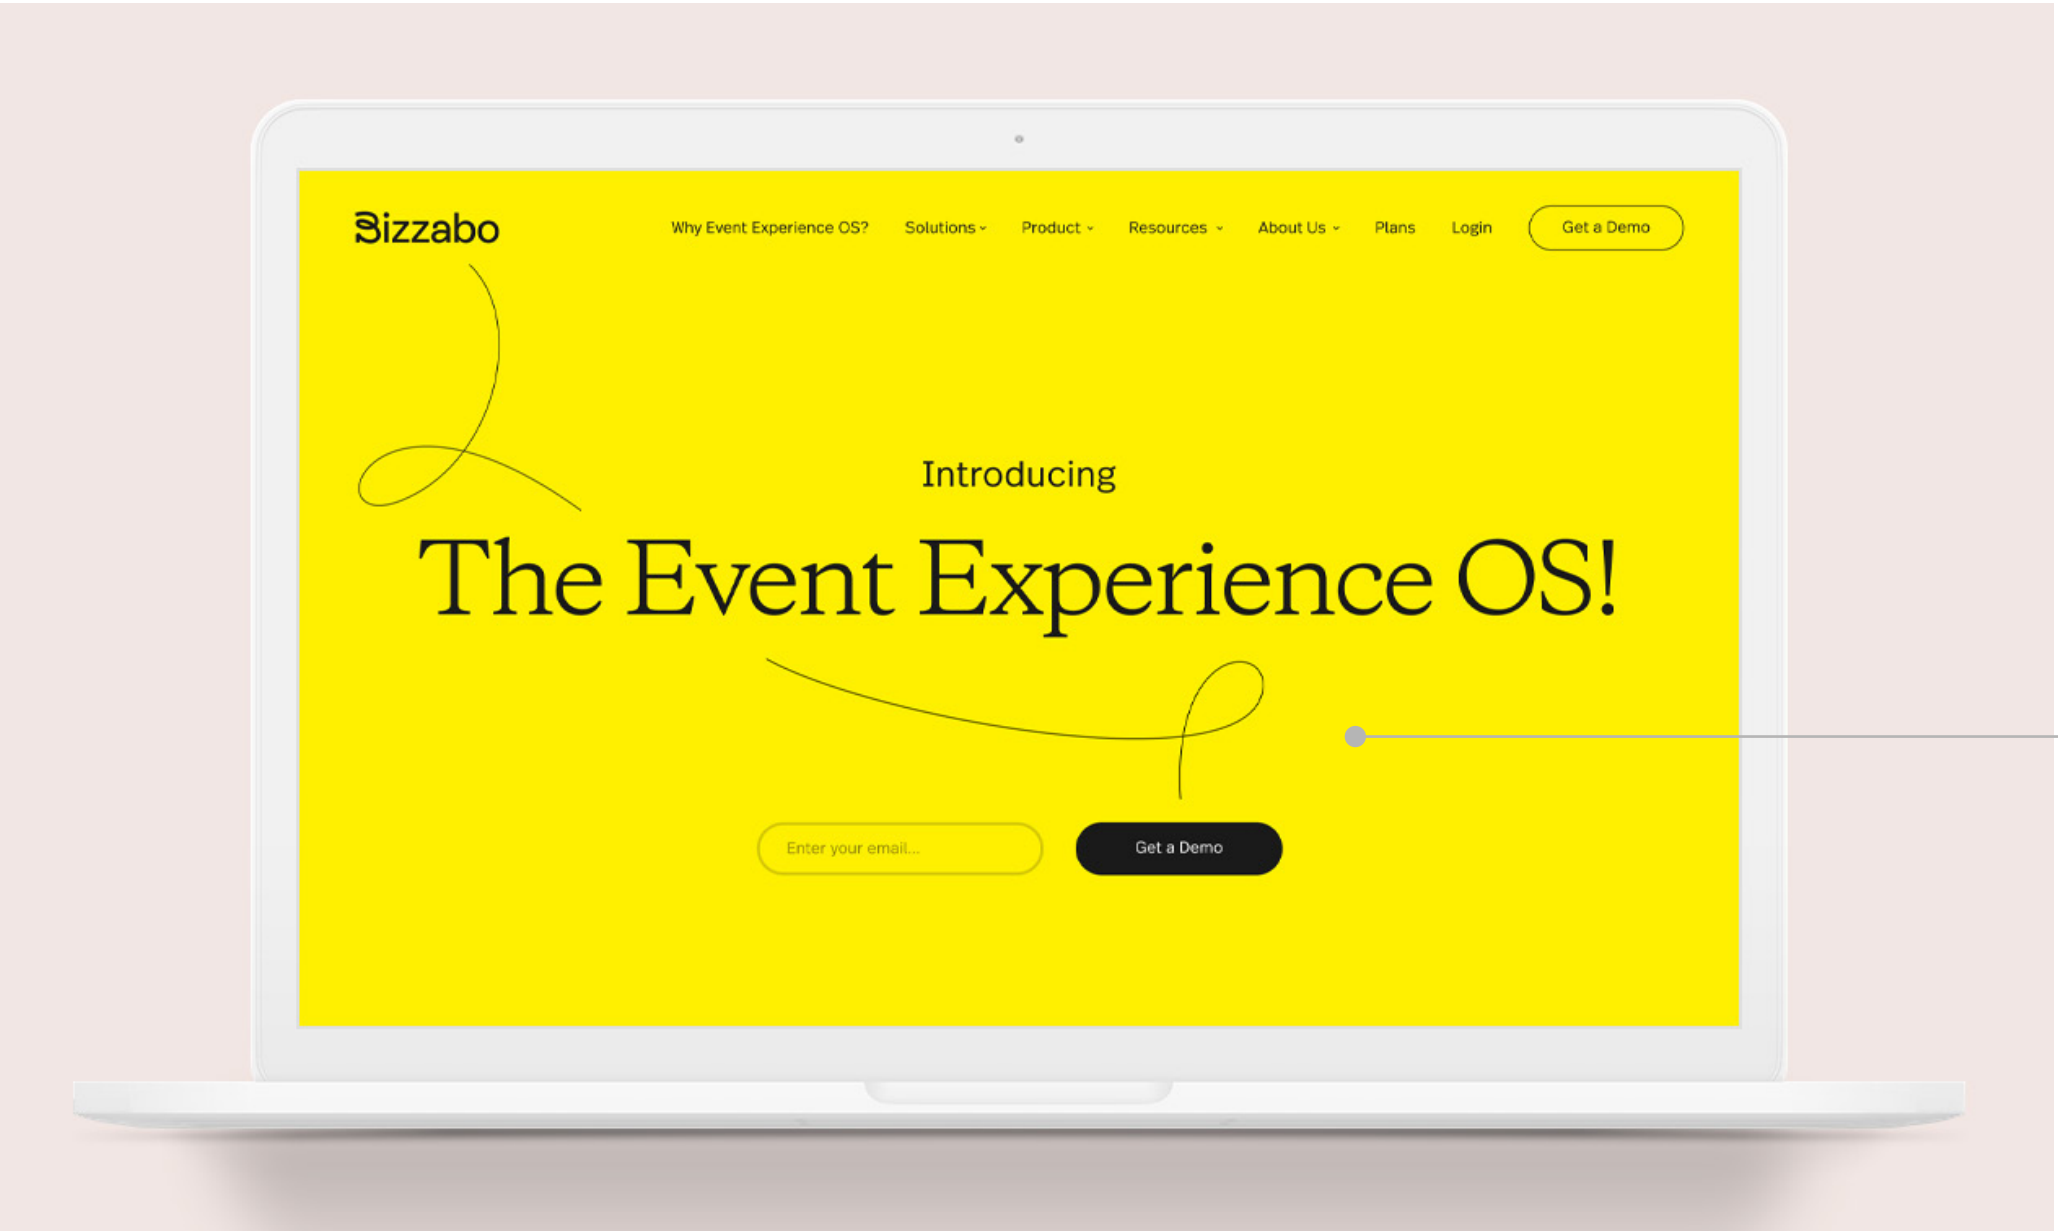 Bizzabo
Why Event Experience OS? Solutions Product Resources About Us Plans Login Get a Demo
Introducing
The Event Experience OS!
Enter your email... Get a Demo